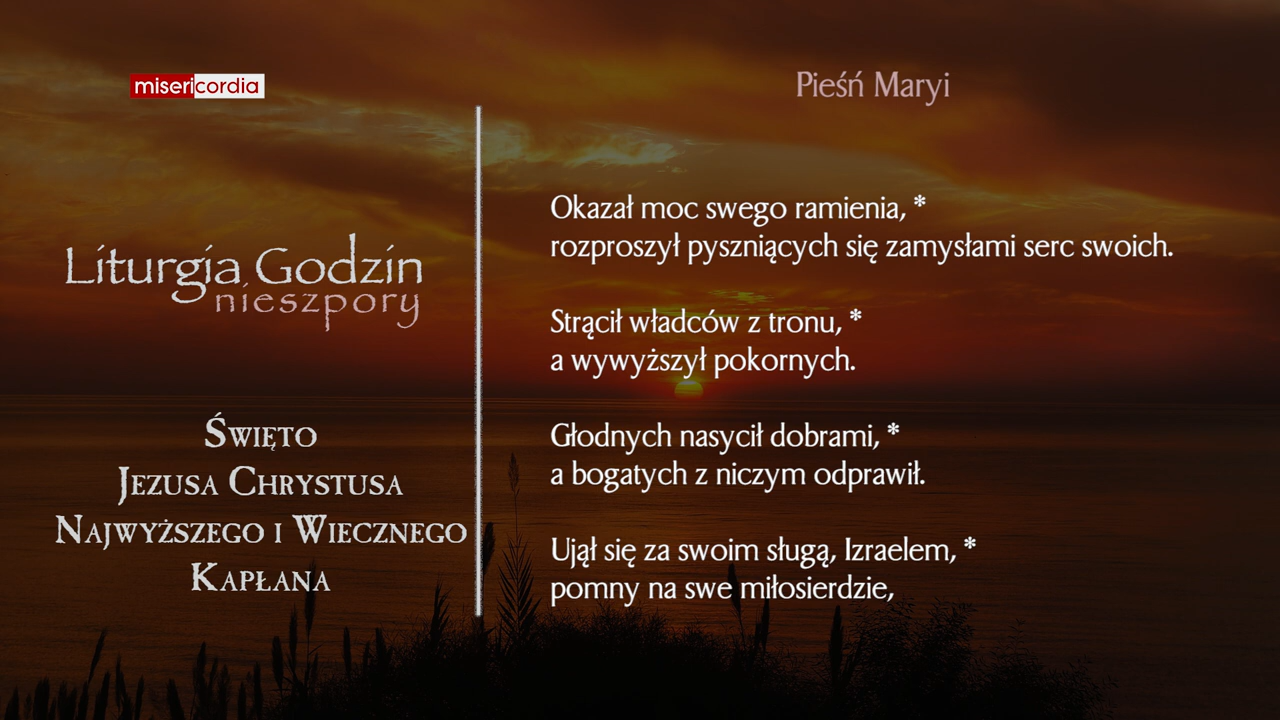 misericordia
Liturgia Godzin
nieszpory
Święto
Jezusa Chrystusa
Najwyższego i Wiecznego
Kapłana
Pieśń Maryi
Okazał moc swego ramienia, *
rozproszył pyszniących się zamysłami serc swoich.
Strącił władców z tronu, *
a wywyższył pokornych.
Głodnych nasycił dobrami, *
a bogatych z niczym odprawił.
Ujął się za swoim sługą, Izraelem, *
pomny na swe miłosierdzie,